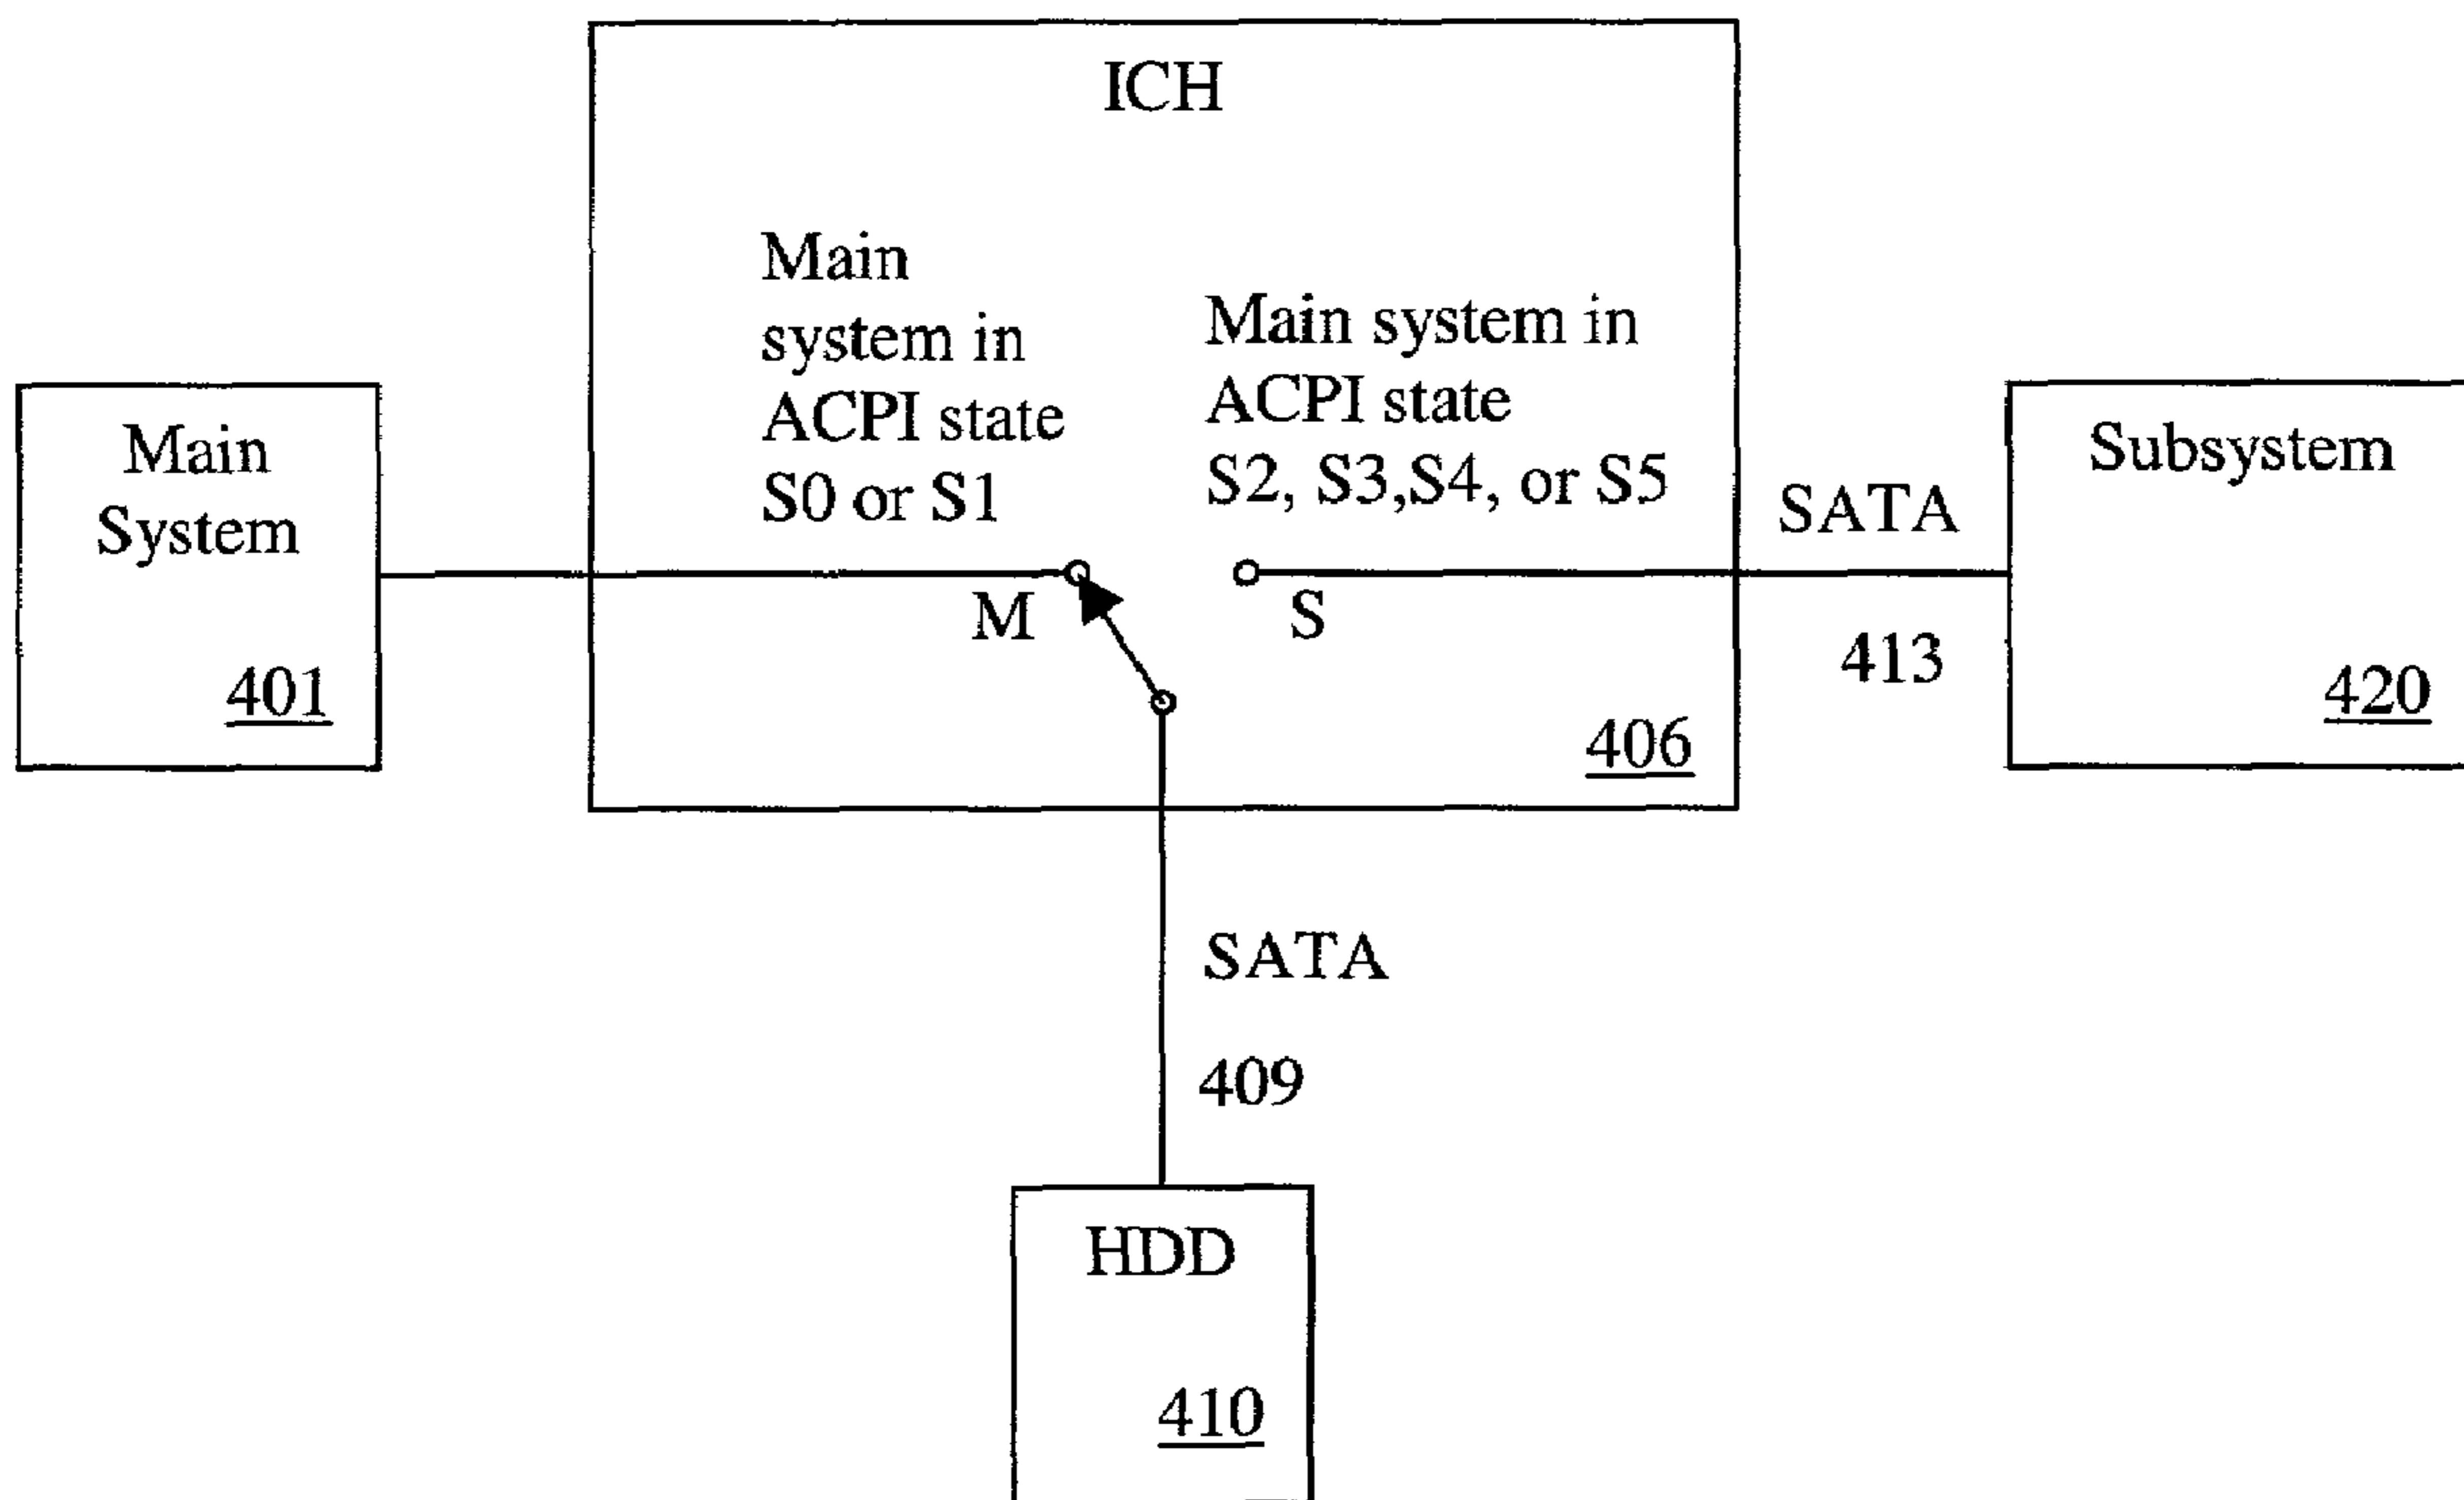 ICH
Main
system in
ACPI state
S0 or S1
Main system in
ACPI state
S2, S3,S4, or S5
Main
System
401
M
S
406
SATA
413
Subsystem
420
SATA
409
HDD
410